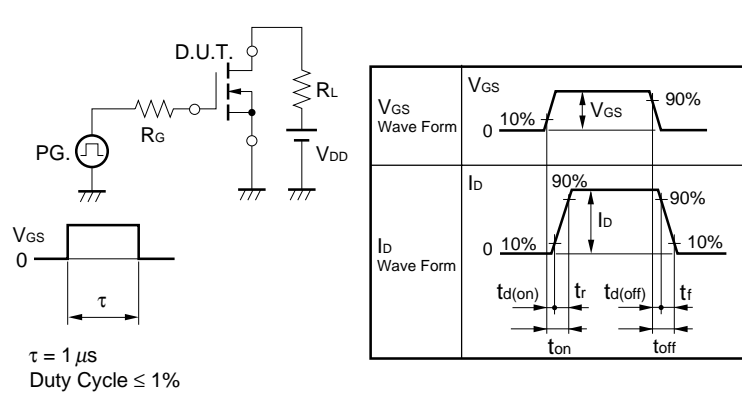 D.U.T.
RL
RG
PG.
VDD
VGS
0
τ
τ = 1 μs
Duty Cycle ≤ 1%
VGS
Wave Form
VGS
10%
0
VGS
90%
ID
Wave Form
ID
90%
90%
ID
0
10%
10%
td(on)
tr
td(off)
tf
ton
toff